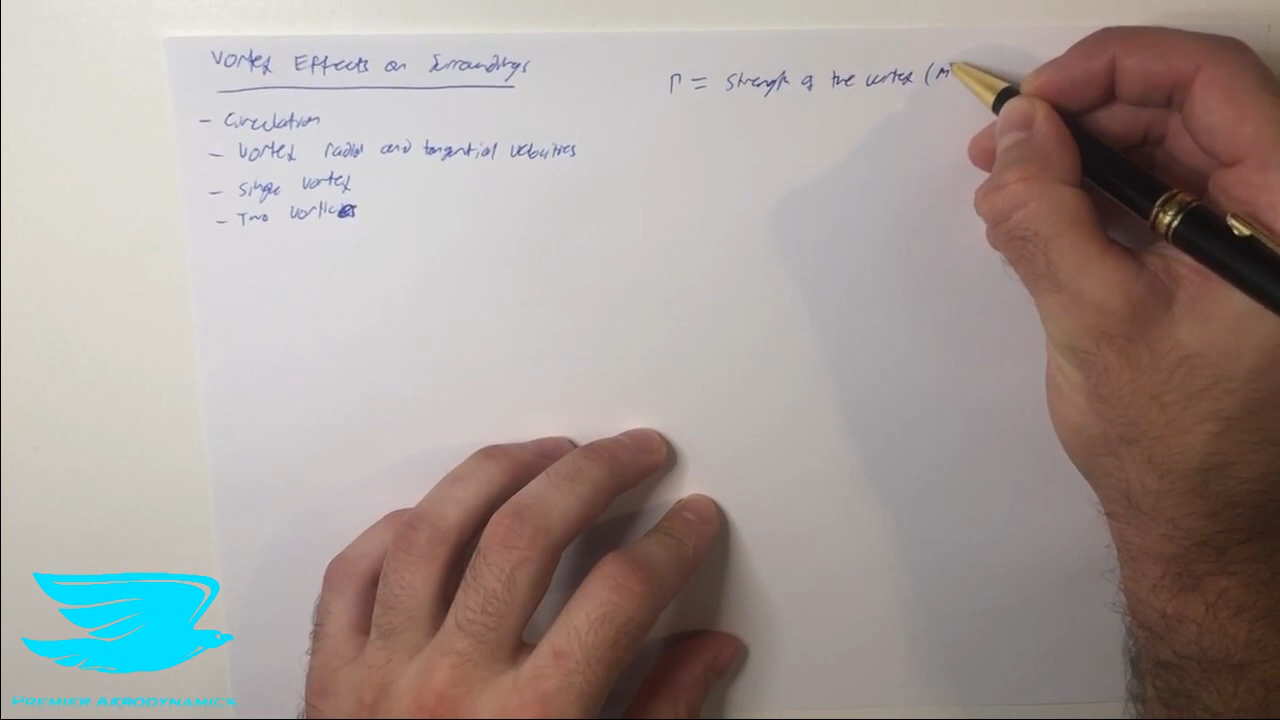 Vortex Effects on Surroundings
- Circulation
- Vortex radial and tangential velocities
- Single vortex
- Two vortices
Γ = Strength of the vortex (m²
PREMIER AERODYNAMICS